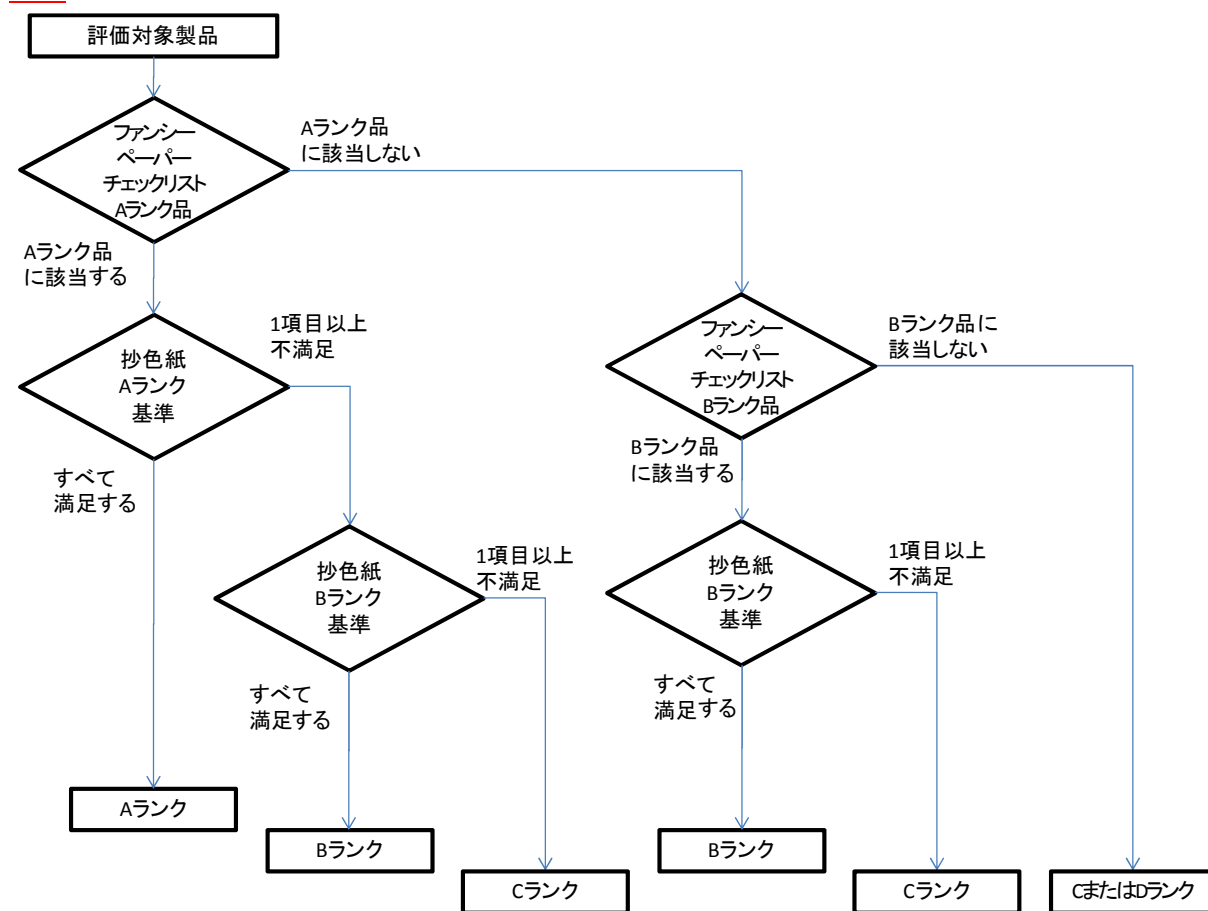 評価対象製品
ファンシー
ペーパー
チェックリスト
Aランク品
Aランク品
に該当しない
Aランク品
に該当する
抄色紙
Aランク
基準
1項目以上
不満足
ファンシー
ペーパー
チェックリスト
Bランク品
Bランク品に
該当しない
Bランク品
に該当する
すべて
満足する
抄色紙
Bランク
基準
1項目以上
不満足
抄色紙
Bランク
基準
1項目以上
不満足
すべて
満足する
すべて
満足する
Aランク
Bランク
Cランク
Bランク
Cランク
CまたはDランク